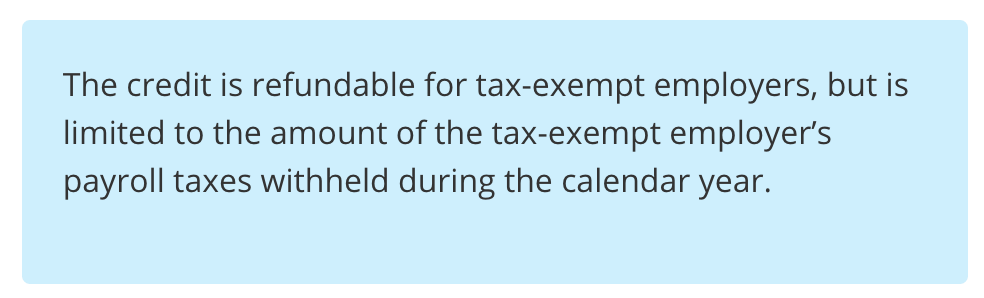 The credit is refundable for tax-exempt employers, but is
limited to the amount of the tax-exempt employer’s
payroll taxes withheld during the calendar year.